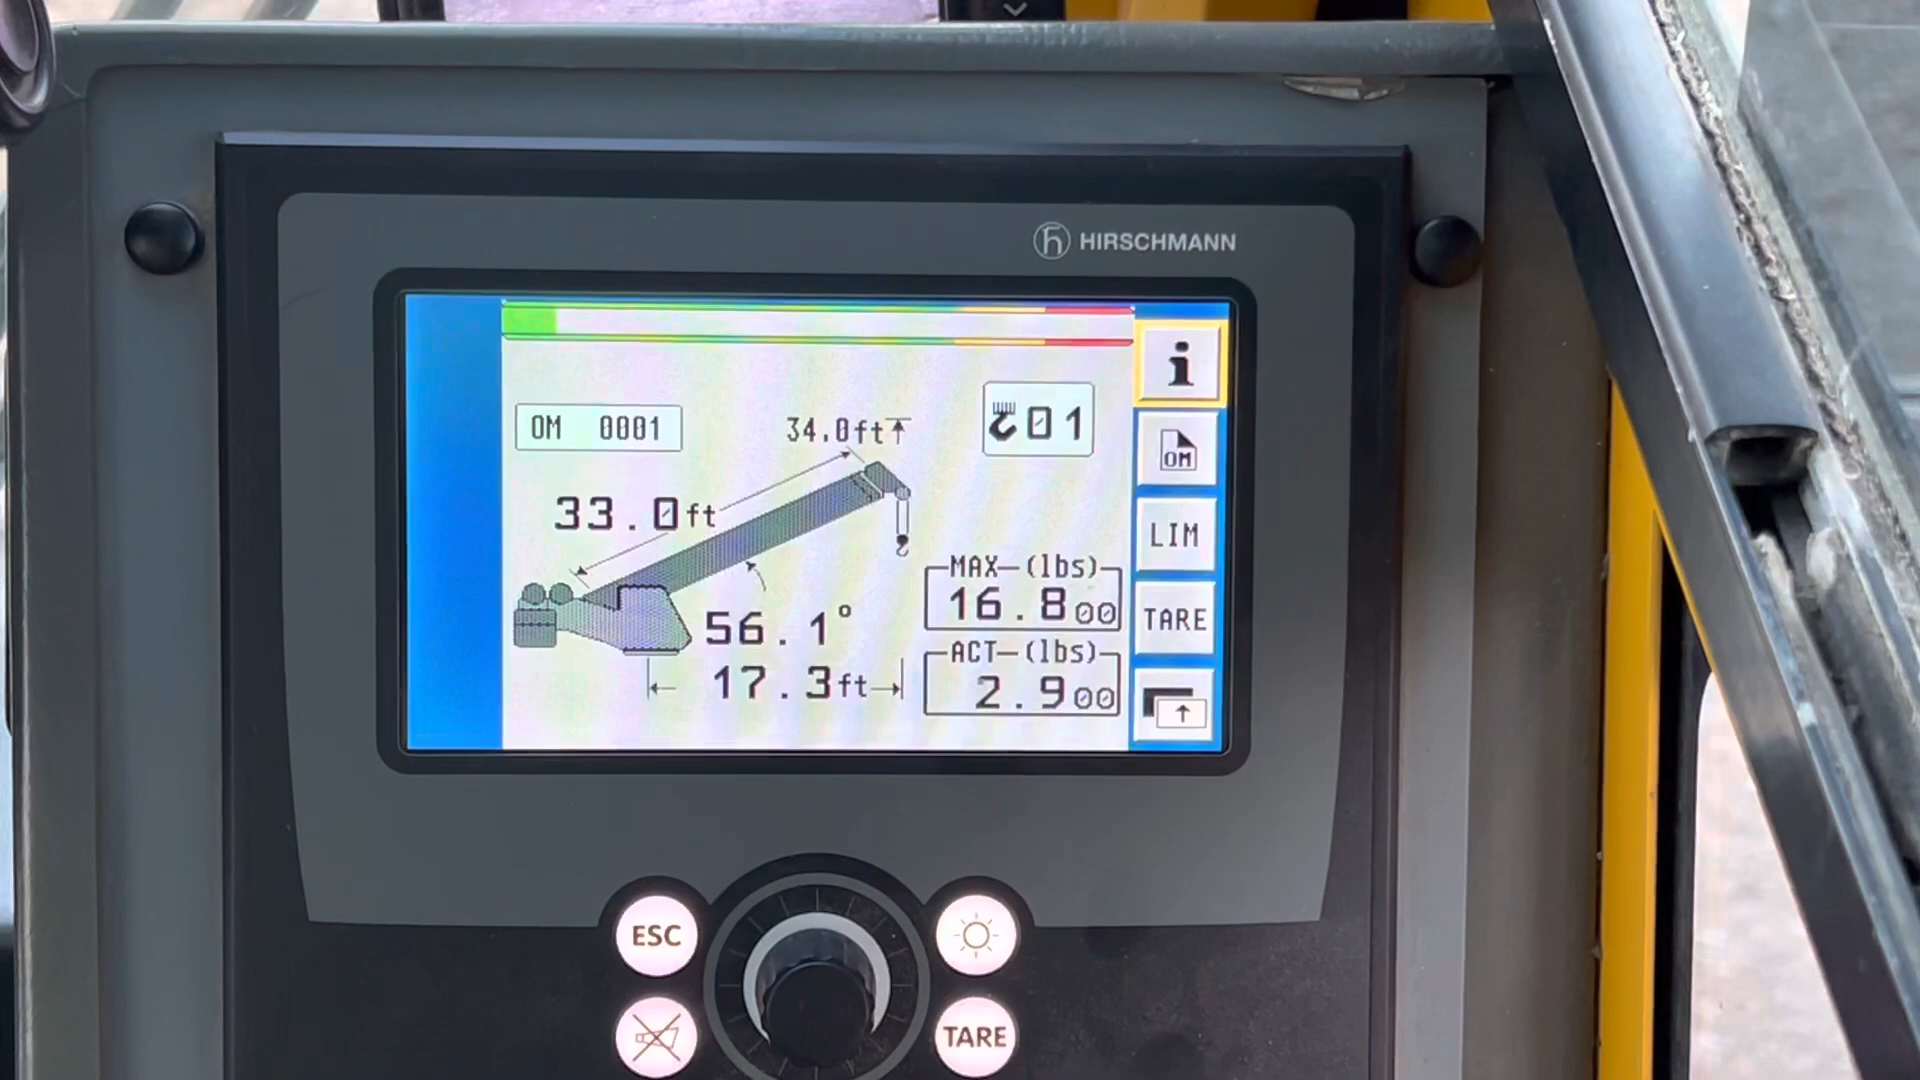 HIRSCHMANN
i
OM 0001
34.0ft
01
OM
33.0ft
LIM
MAX (lbs)
16.800
56.1°
TARE
ACT (lbs)
17.3ft
2.900
ESC
TARE